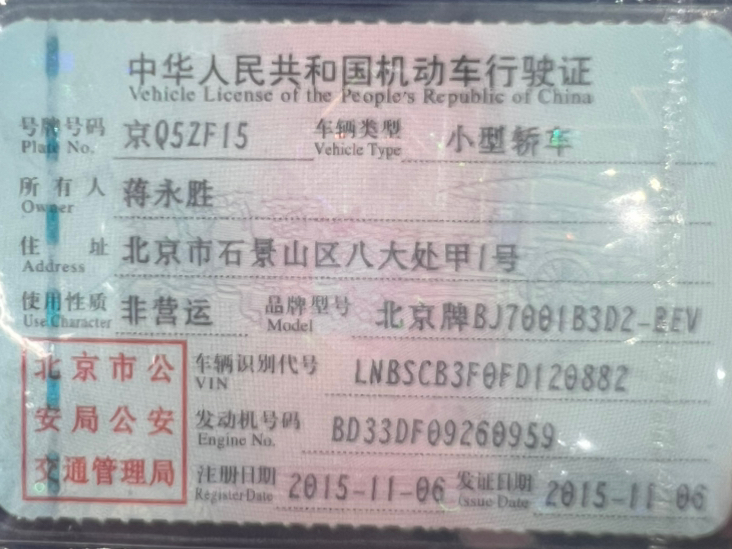 中华人民共和国机动车行驶证
Vehicle License of the People's Republic of China
号牌号码 京Q5ZF15 车辆类型 小型轿车
Plate No. Vehicle Type
所有人 蒋永胜
Owner
住址 北京市石景山区八大处甲1号
Address
使用性质 非营运 品牌型号 北京牌BJ7001B3D2-BEV
Use Character Model
北京市公 车辆识别代号 LNBSCB3F0FD120882
VIN
安局公安 发动机号码 BD33DF09260959
Engine No.
交通管理局 注册日期 2015-11-06 发证日期 2015-11-06
Register Date Issue Date